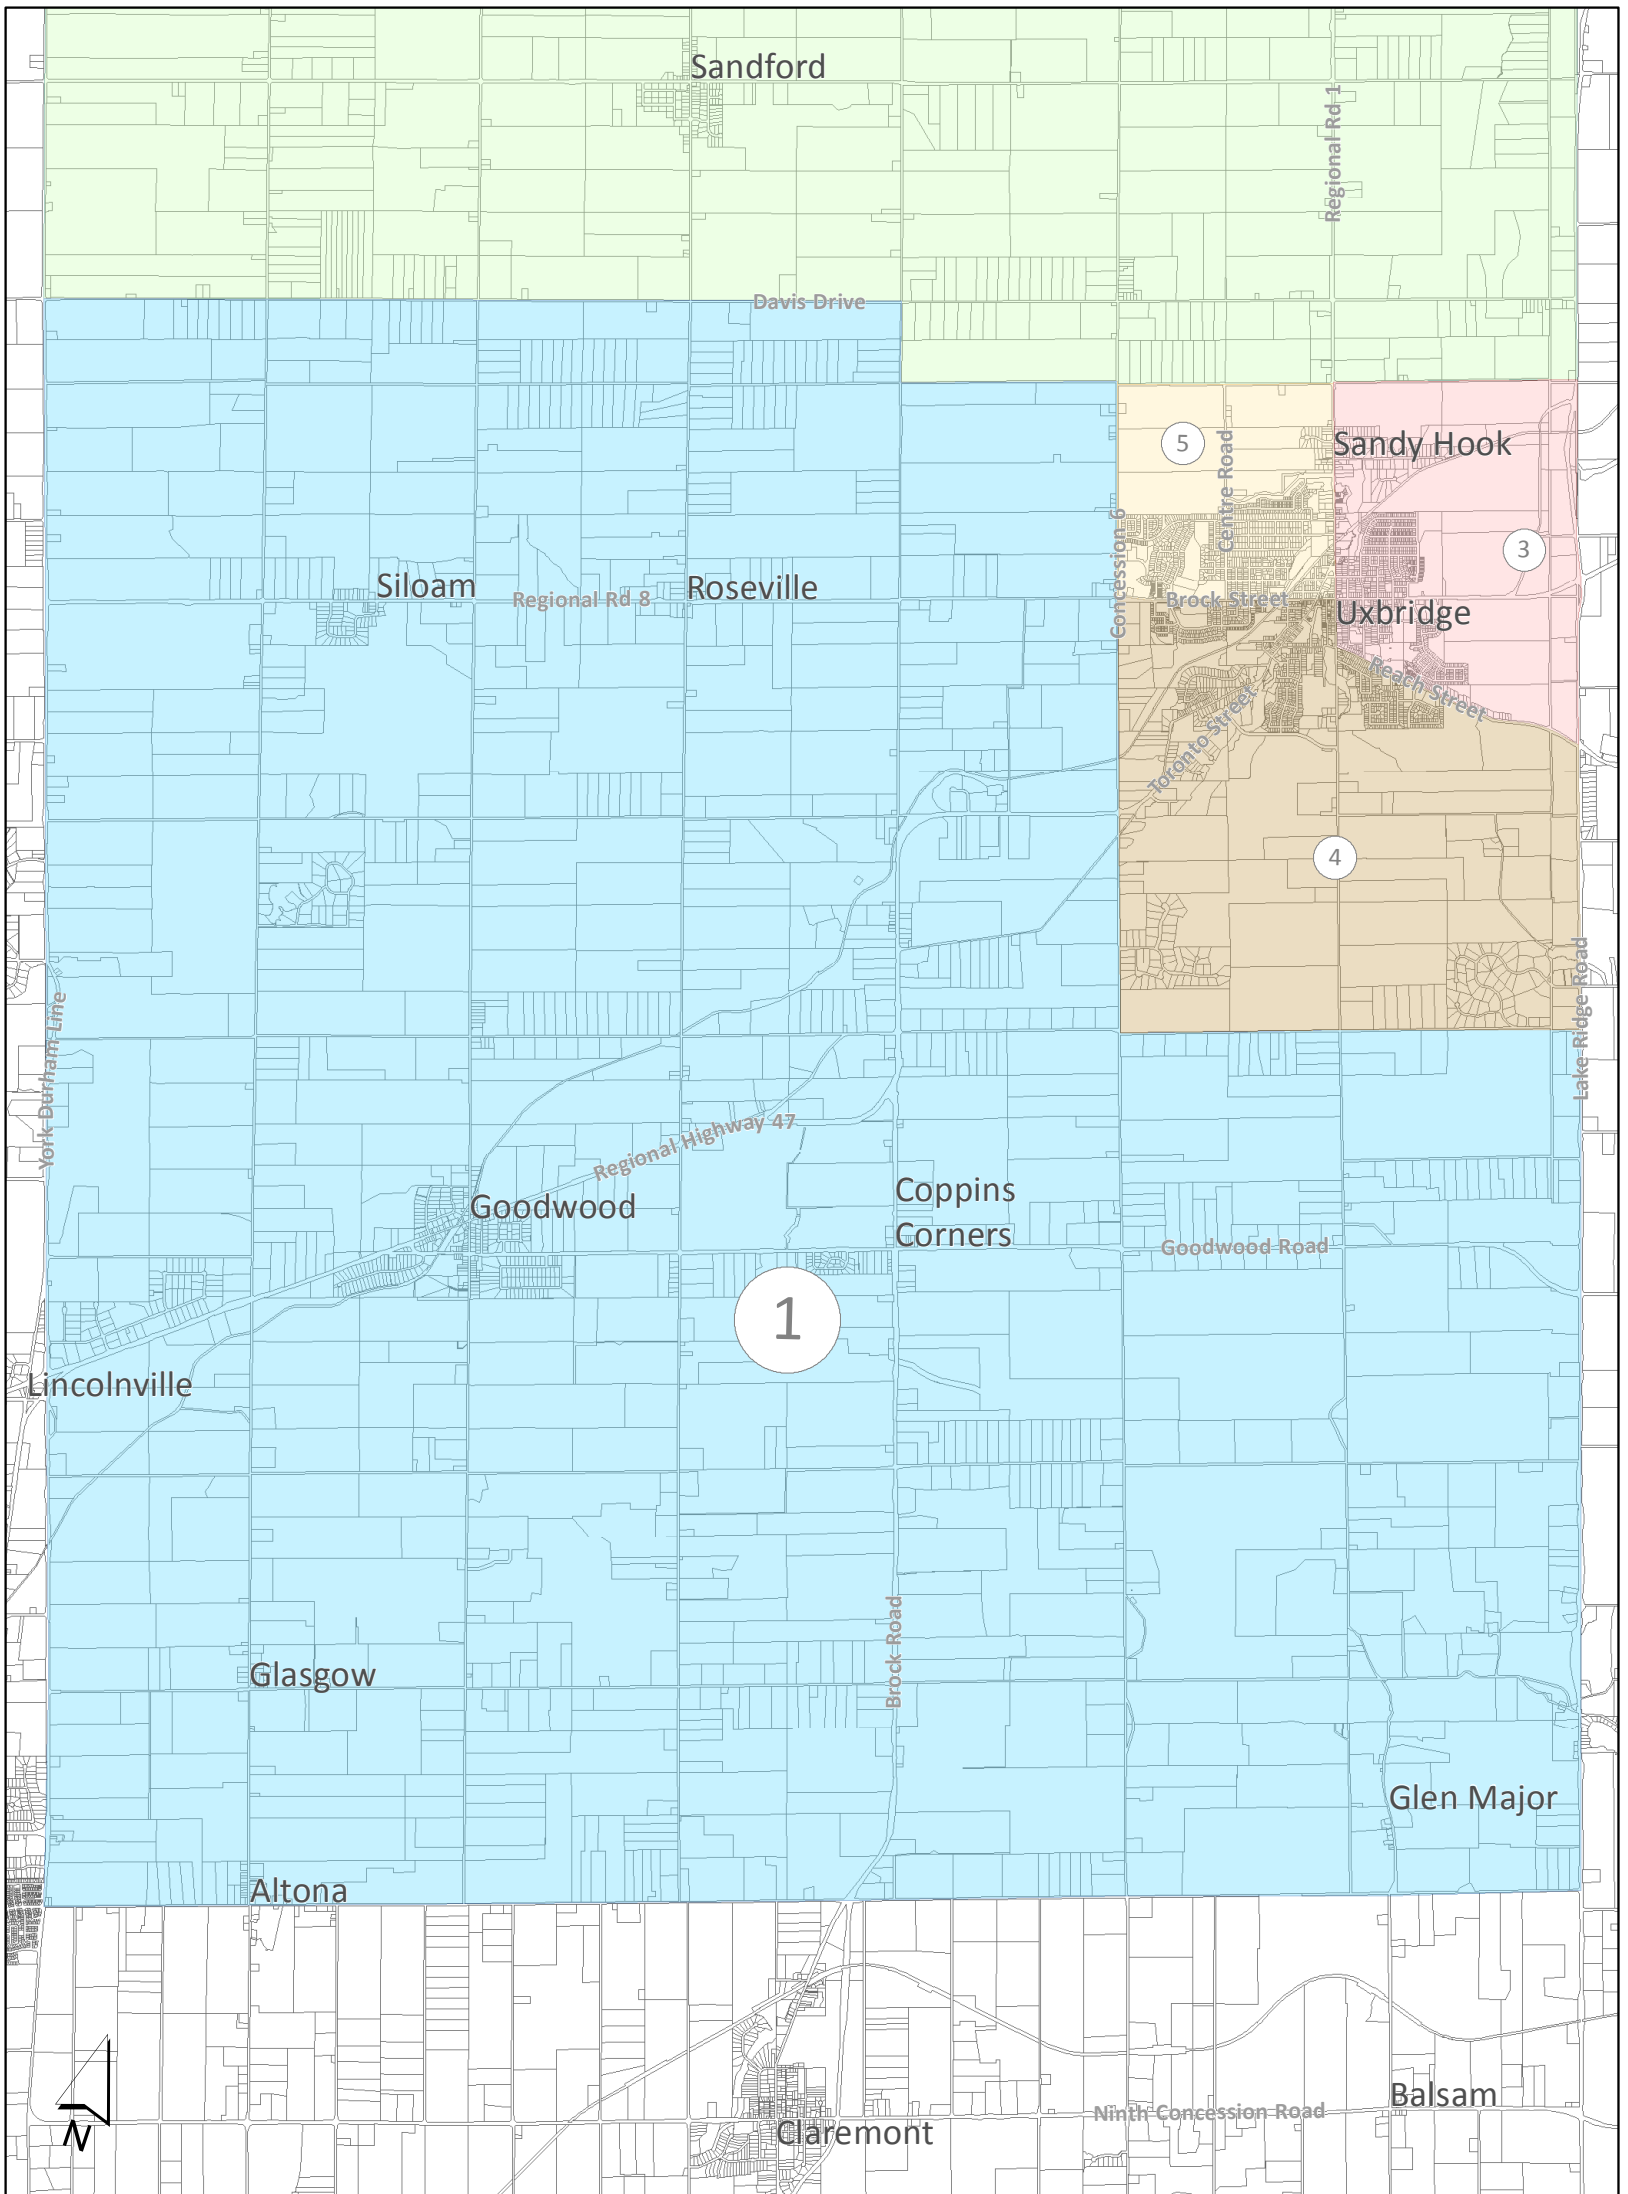 Sandford
Regional Rd 1
Davis Drive
5
Centre Road
Sandy Hook
3
Concession 6
Siloam
Regional Rd 8
Roseville
Brock Street
Uxbridge
Reach Street
Toronto Street
4
York Durham Line
Lake Ridge Road
Regional Highway 47
Goodwood
Coppins
Corners
Goodwood Road
1
Lincolnville
Brock Road
Glasgow
Glen Major
Altona
N
Balsam
Ninth Concession Road
Claremont